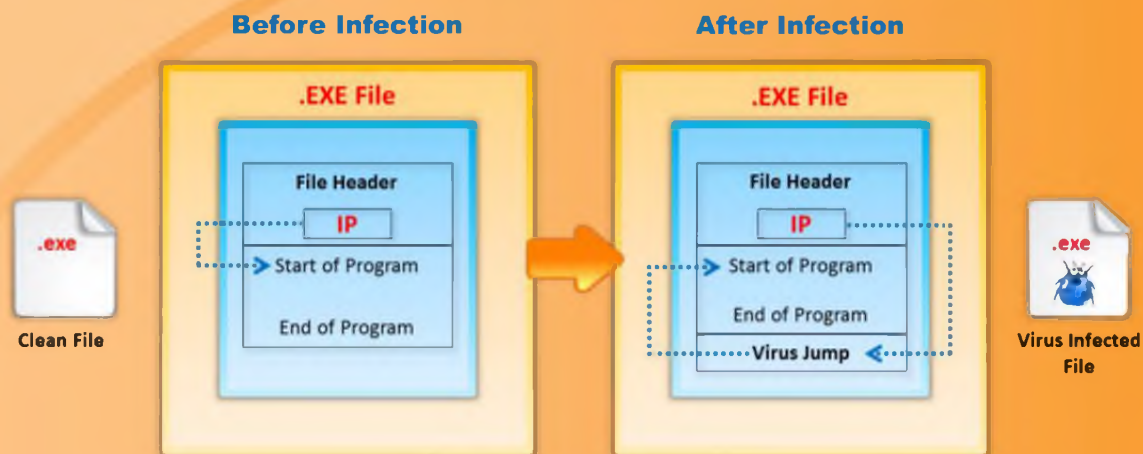 Before Infection
After Infection
.EXE File
File Header
IP
Start of Program
End of Program
.EXE File
File Header
IP
Start of Program
End of Program
Virus Jump
.exe
Clean File
.exe
Virus Infected
File